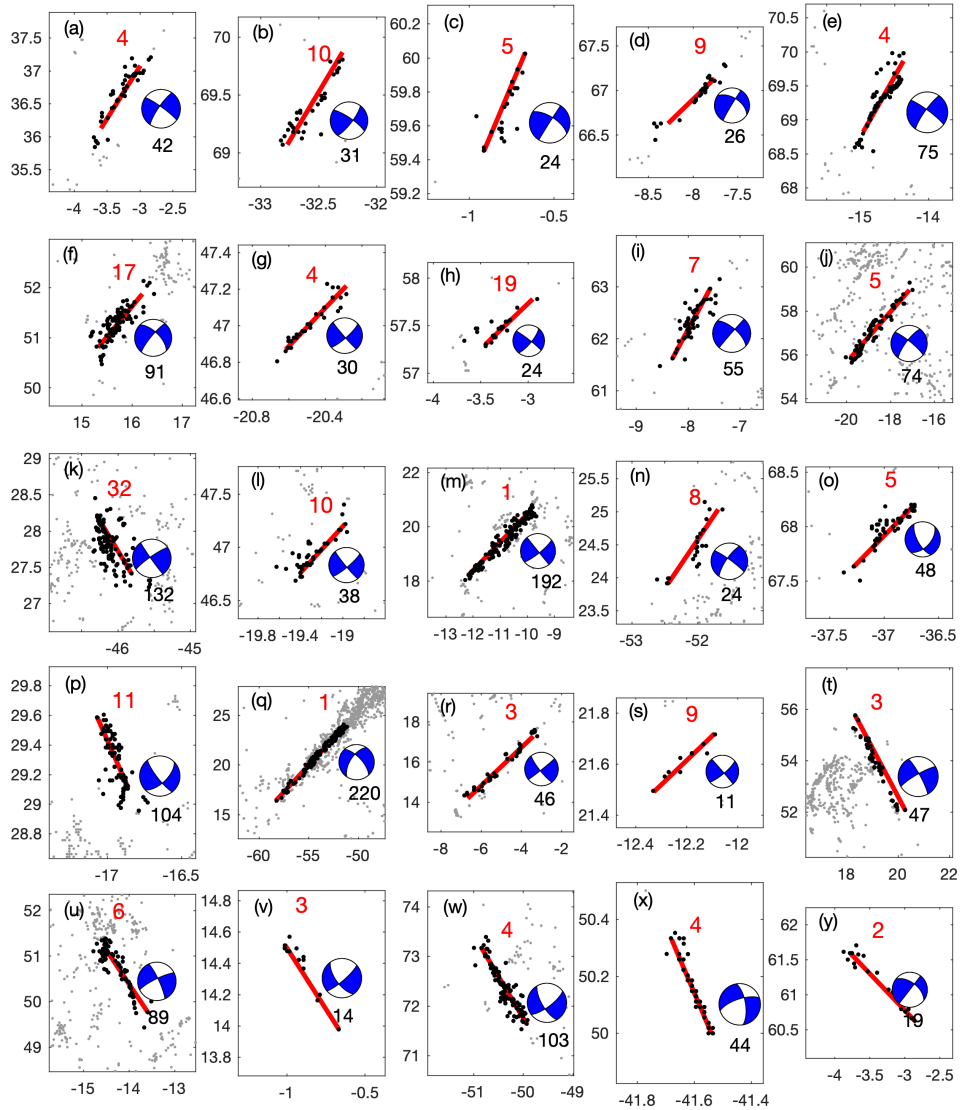 (a) 4 42
37.5
37
36.5
36
35.5
-4 -3.5 -3 -2.5
(b) 10 31
70
69.5
69
-33 -32.5 -32
(c) 5 24
60.2
60
59.8
59.6
59.4
59.2
-1 -0.5
(d) 9 26
67.5
67
66.5
-8.5 -8 -7.5
(e) 4 75
70.5
70
69.5
69
68.5
68
-15 -14
(f) 17 91
52
51
50
15 16 17
(g) 4 30
47.4
47.2
47
46.8
46.6
-20.8 -20.4
(h) 19 24
58
57.5
57
-4 -3.5 -3
(i) 7 55
63
62
61
-9 -8 -7 -6
(j) 5 74
60
58
56
54
-20 -18 -16
(k) 32 132
29
28.5
28
27.5
27
-46 -45
(l) 10 38
47.5
47
46.5
-19.8 -19.4 -19
(m) 1 192
22
20
18
16
-13 -12 -11 -10 -9
(n) 8 24
25.5
25
24.5
24
23.5
-53 -52
(o) 5 48
68.5
68
67.5
-37.5 -37 -36.5
(p) 11 104
29.8
29.6
29.4
29.2
29
28.8
-17 -16.5
(q) 1 220
25
20
15
-60 -55 -50
(r) 3 46
18
16
14
-8 -6 -4 -2
(s) 9 11
21.8
21.6
21.5
21.4
-12.4 -12.2 -12
(t) 3 47
56
54
52
18 20 22
(u) 6 89
52
51
50
49
-15 -14 -13
(v) 3 14
14.8
14.6
14.4
14.2
14
13.8
-1 -0.5
(w) 4 103
74
73
72
71
-51 -50 -49
(x) 4 44
50.4
50.2
50
-41.8 -41.6 -41.4
(y) 2 19
62
61.5
61
60.5
-4 -3.5 -3 -2.5